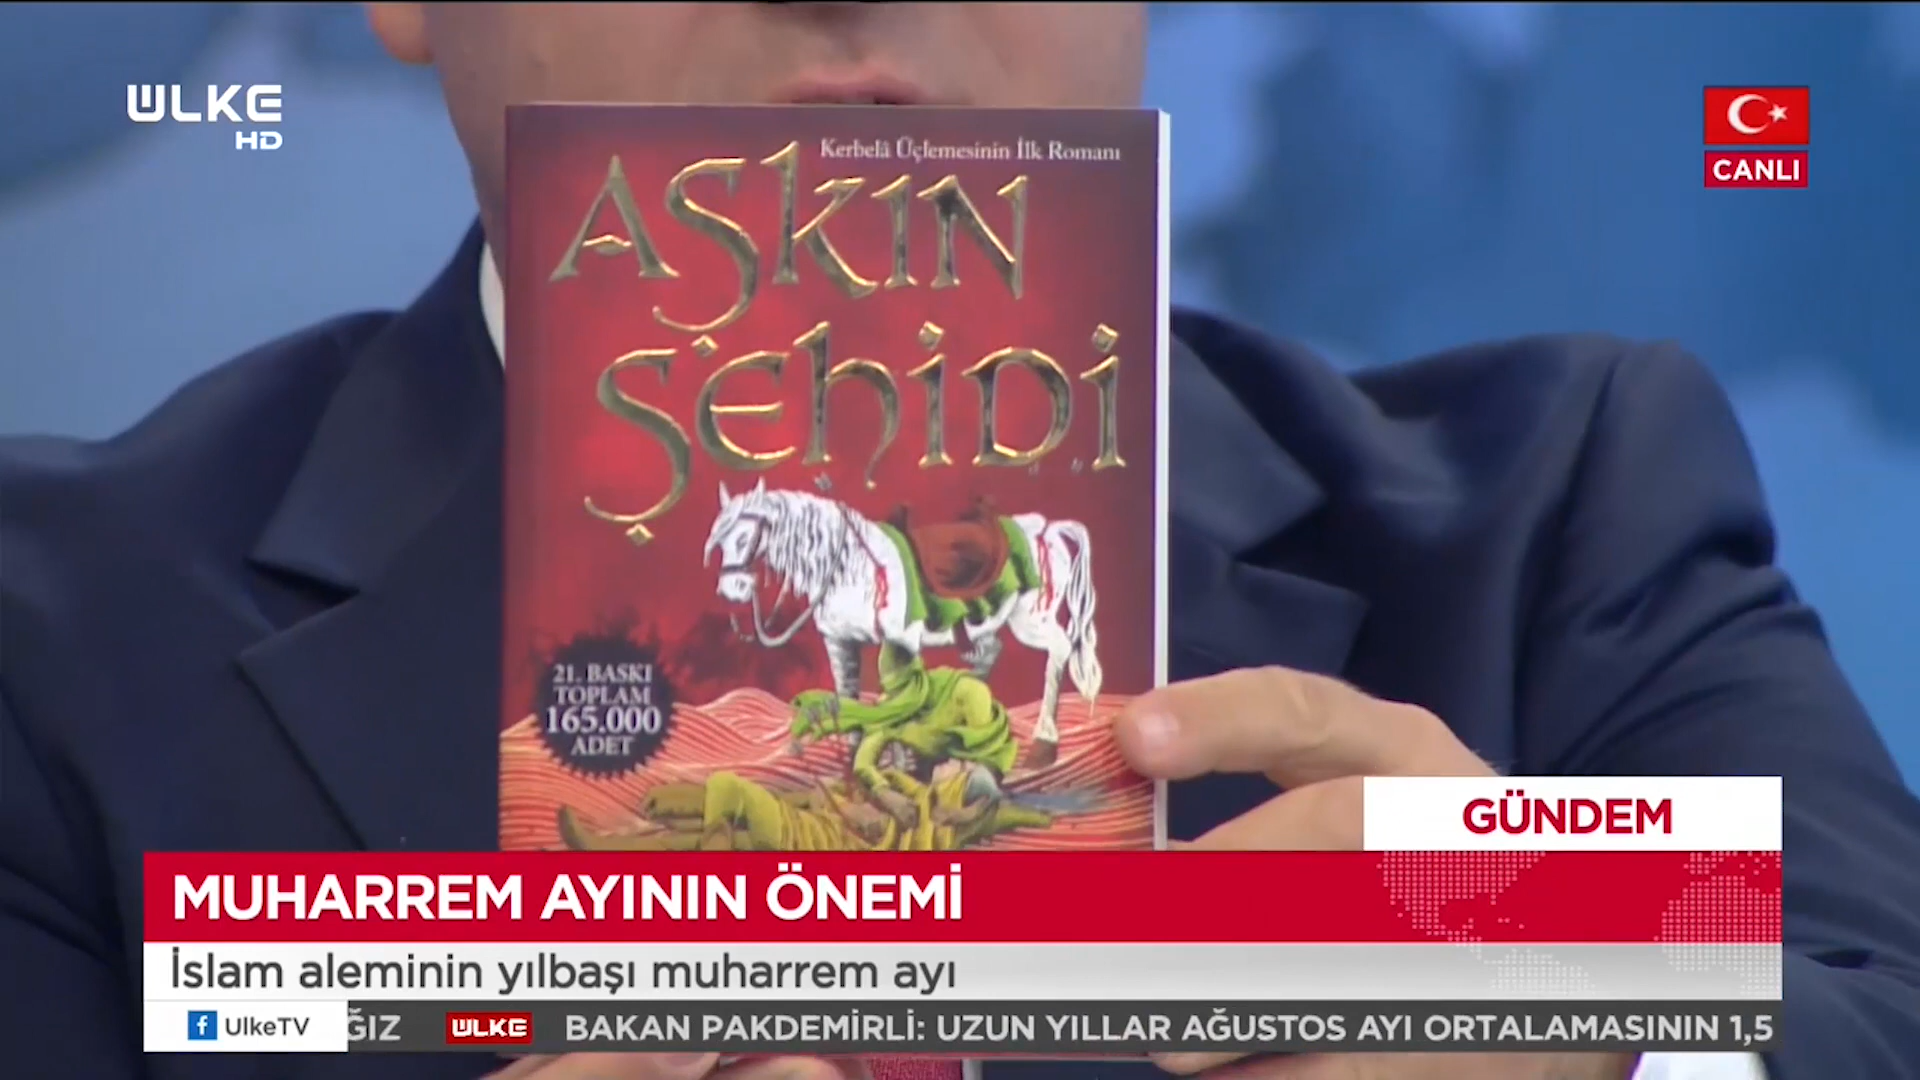 ULKE
HD
CANLI
Kerbelâ Üçlemesinin İlk Romanı
AŞKIN
ŞEHİDİ
21. BASKI
TOPLAM
165.000
ADET
GÜNDEM
MUHARREM AYININ ÖNEMİ
İslam aleminin yılbaşı muharrem ayı
f UlkeTV ĞIZ ULKE BAKAN PAKDEMİRLİ: UZUN YILLAR AĞUSTOS AYI ORTALAMASININ 1,5